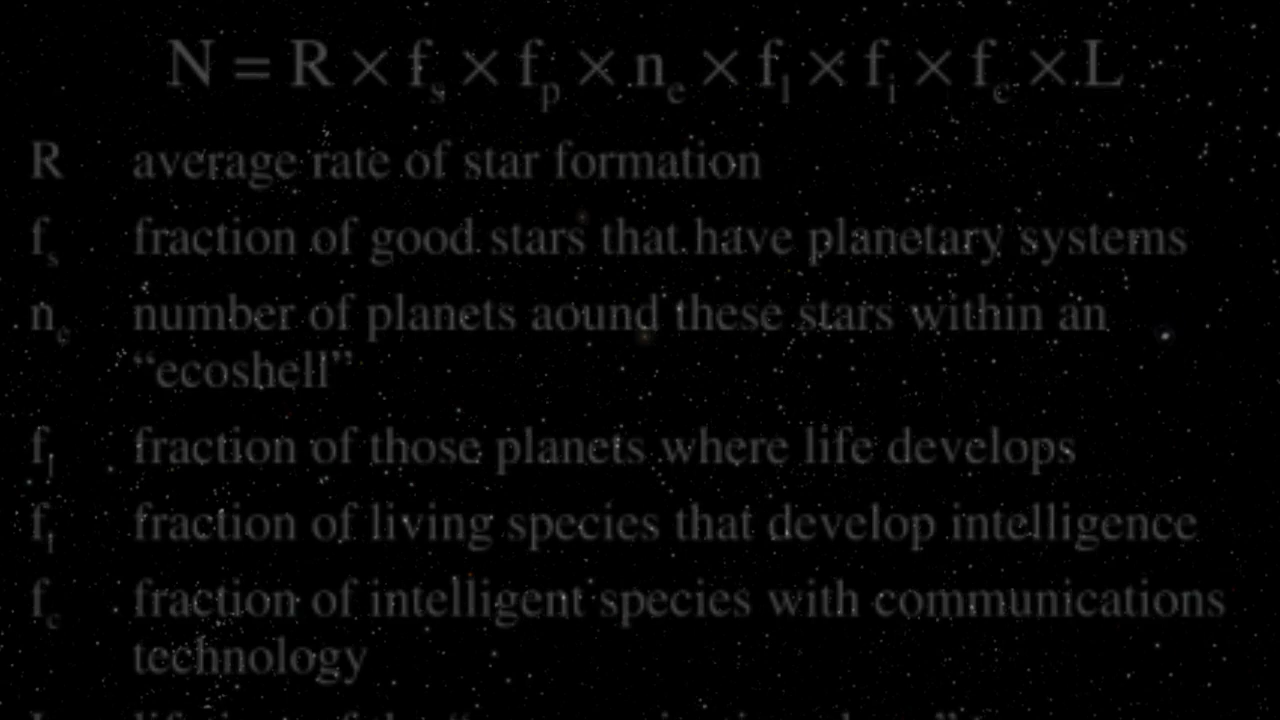 N = R × fs × fp × ne × fl × fi × fc × L
R average rate of star formation
fs fraction of good stars that have planetary systems
ne number of planets aound these stars within an
“ecoshell”
fl fraction of those planets where life develops
fi fraction of living species that develop intelligence
fc fraction of intelligent species with communications
technology